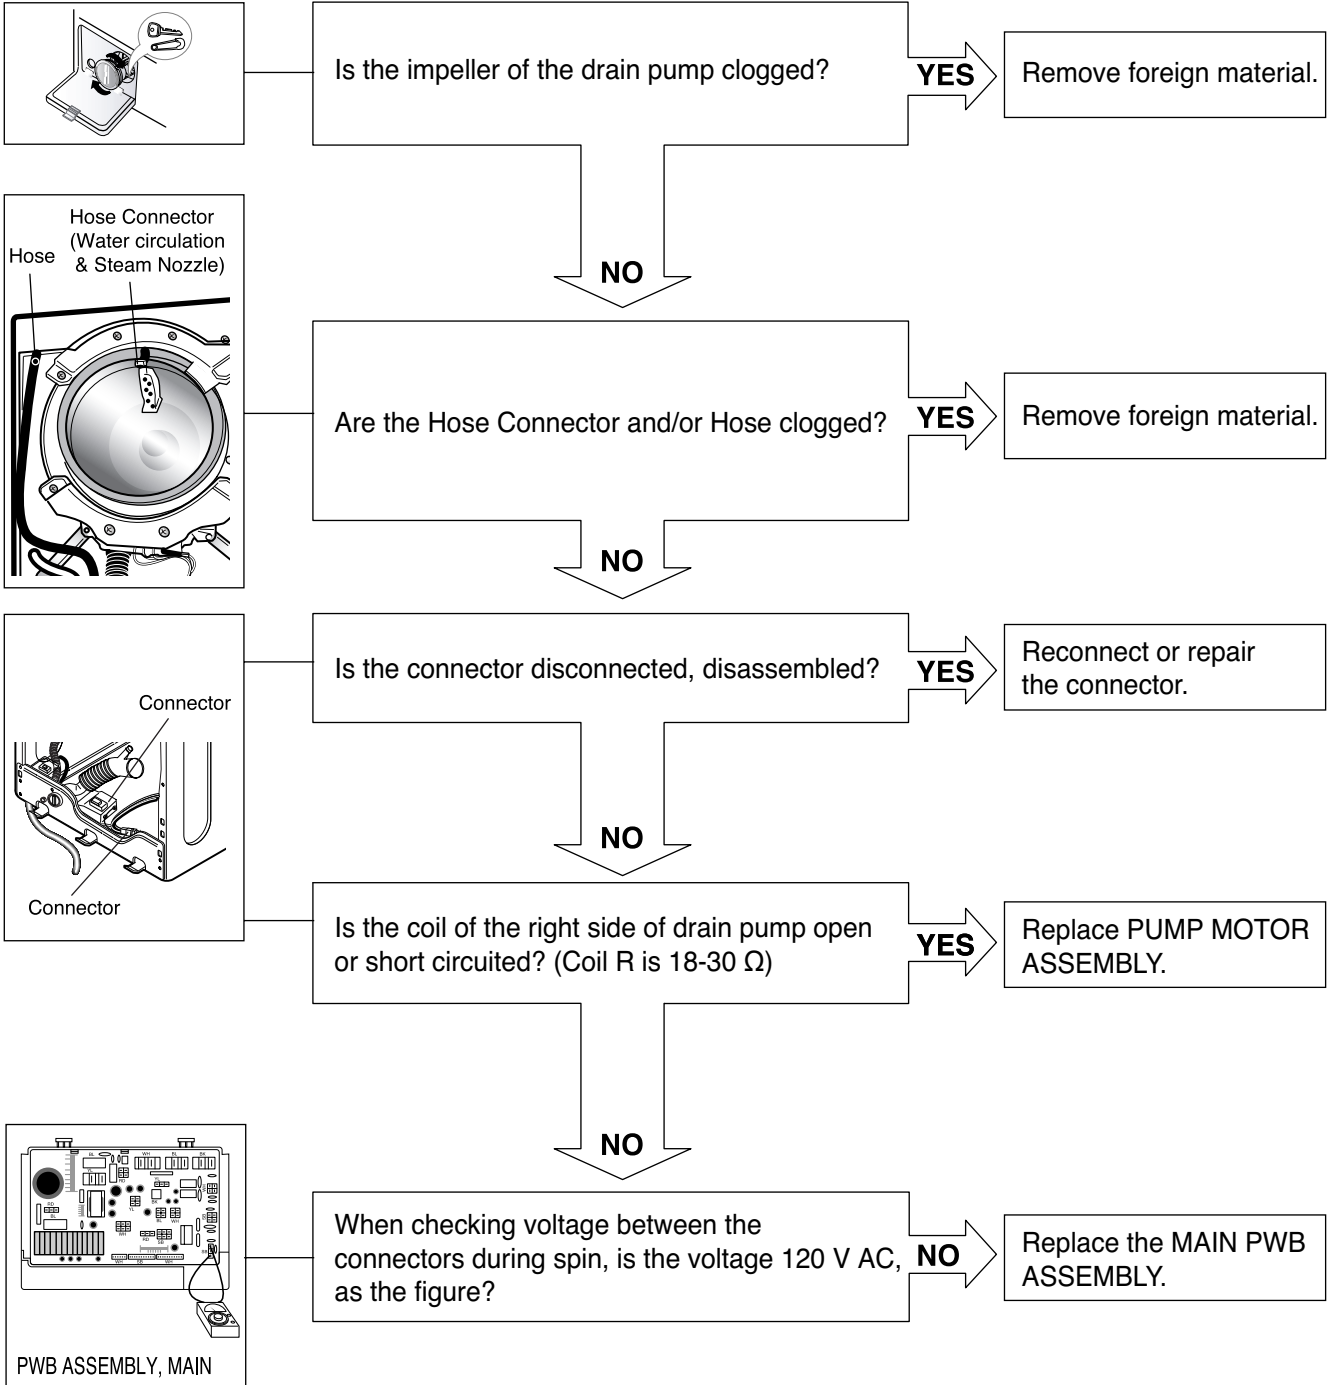 Is the impeller of the drain pump clogged?
YES
Remove foreign material.
NO
Hose Connector
(Water circulation
& Steam Nozzle)
Hose
Are the Hose Connector and/or Hose clogged?
YES
Remove foreign material.
NO
Is the connector disconnected, disassembled?
YES
Reconnect or repair
the connector.
Connector
Connector
NO
Is the coil of the right side of drain pump open
or short circuited? (Coil R is 18-30 Ω)
YES
Replace PUMP MOTOR
ASSEMBLY.
NO
When checking voltage between the
connectors during spin, is the voltage 120 V AC,
as the figure?
NO
Replace the MAIN PWB
ASSEMBLY.
PWB ASSEMBLY, MAIN